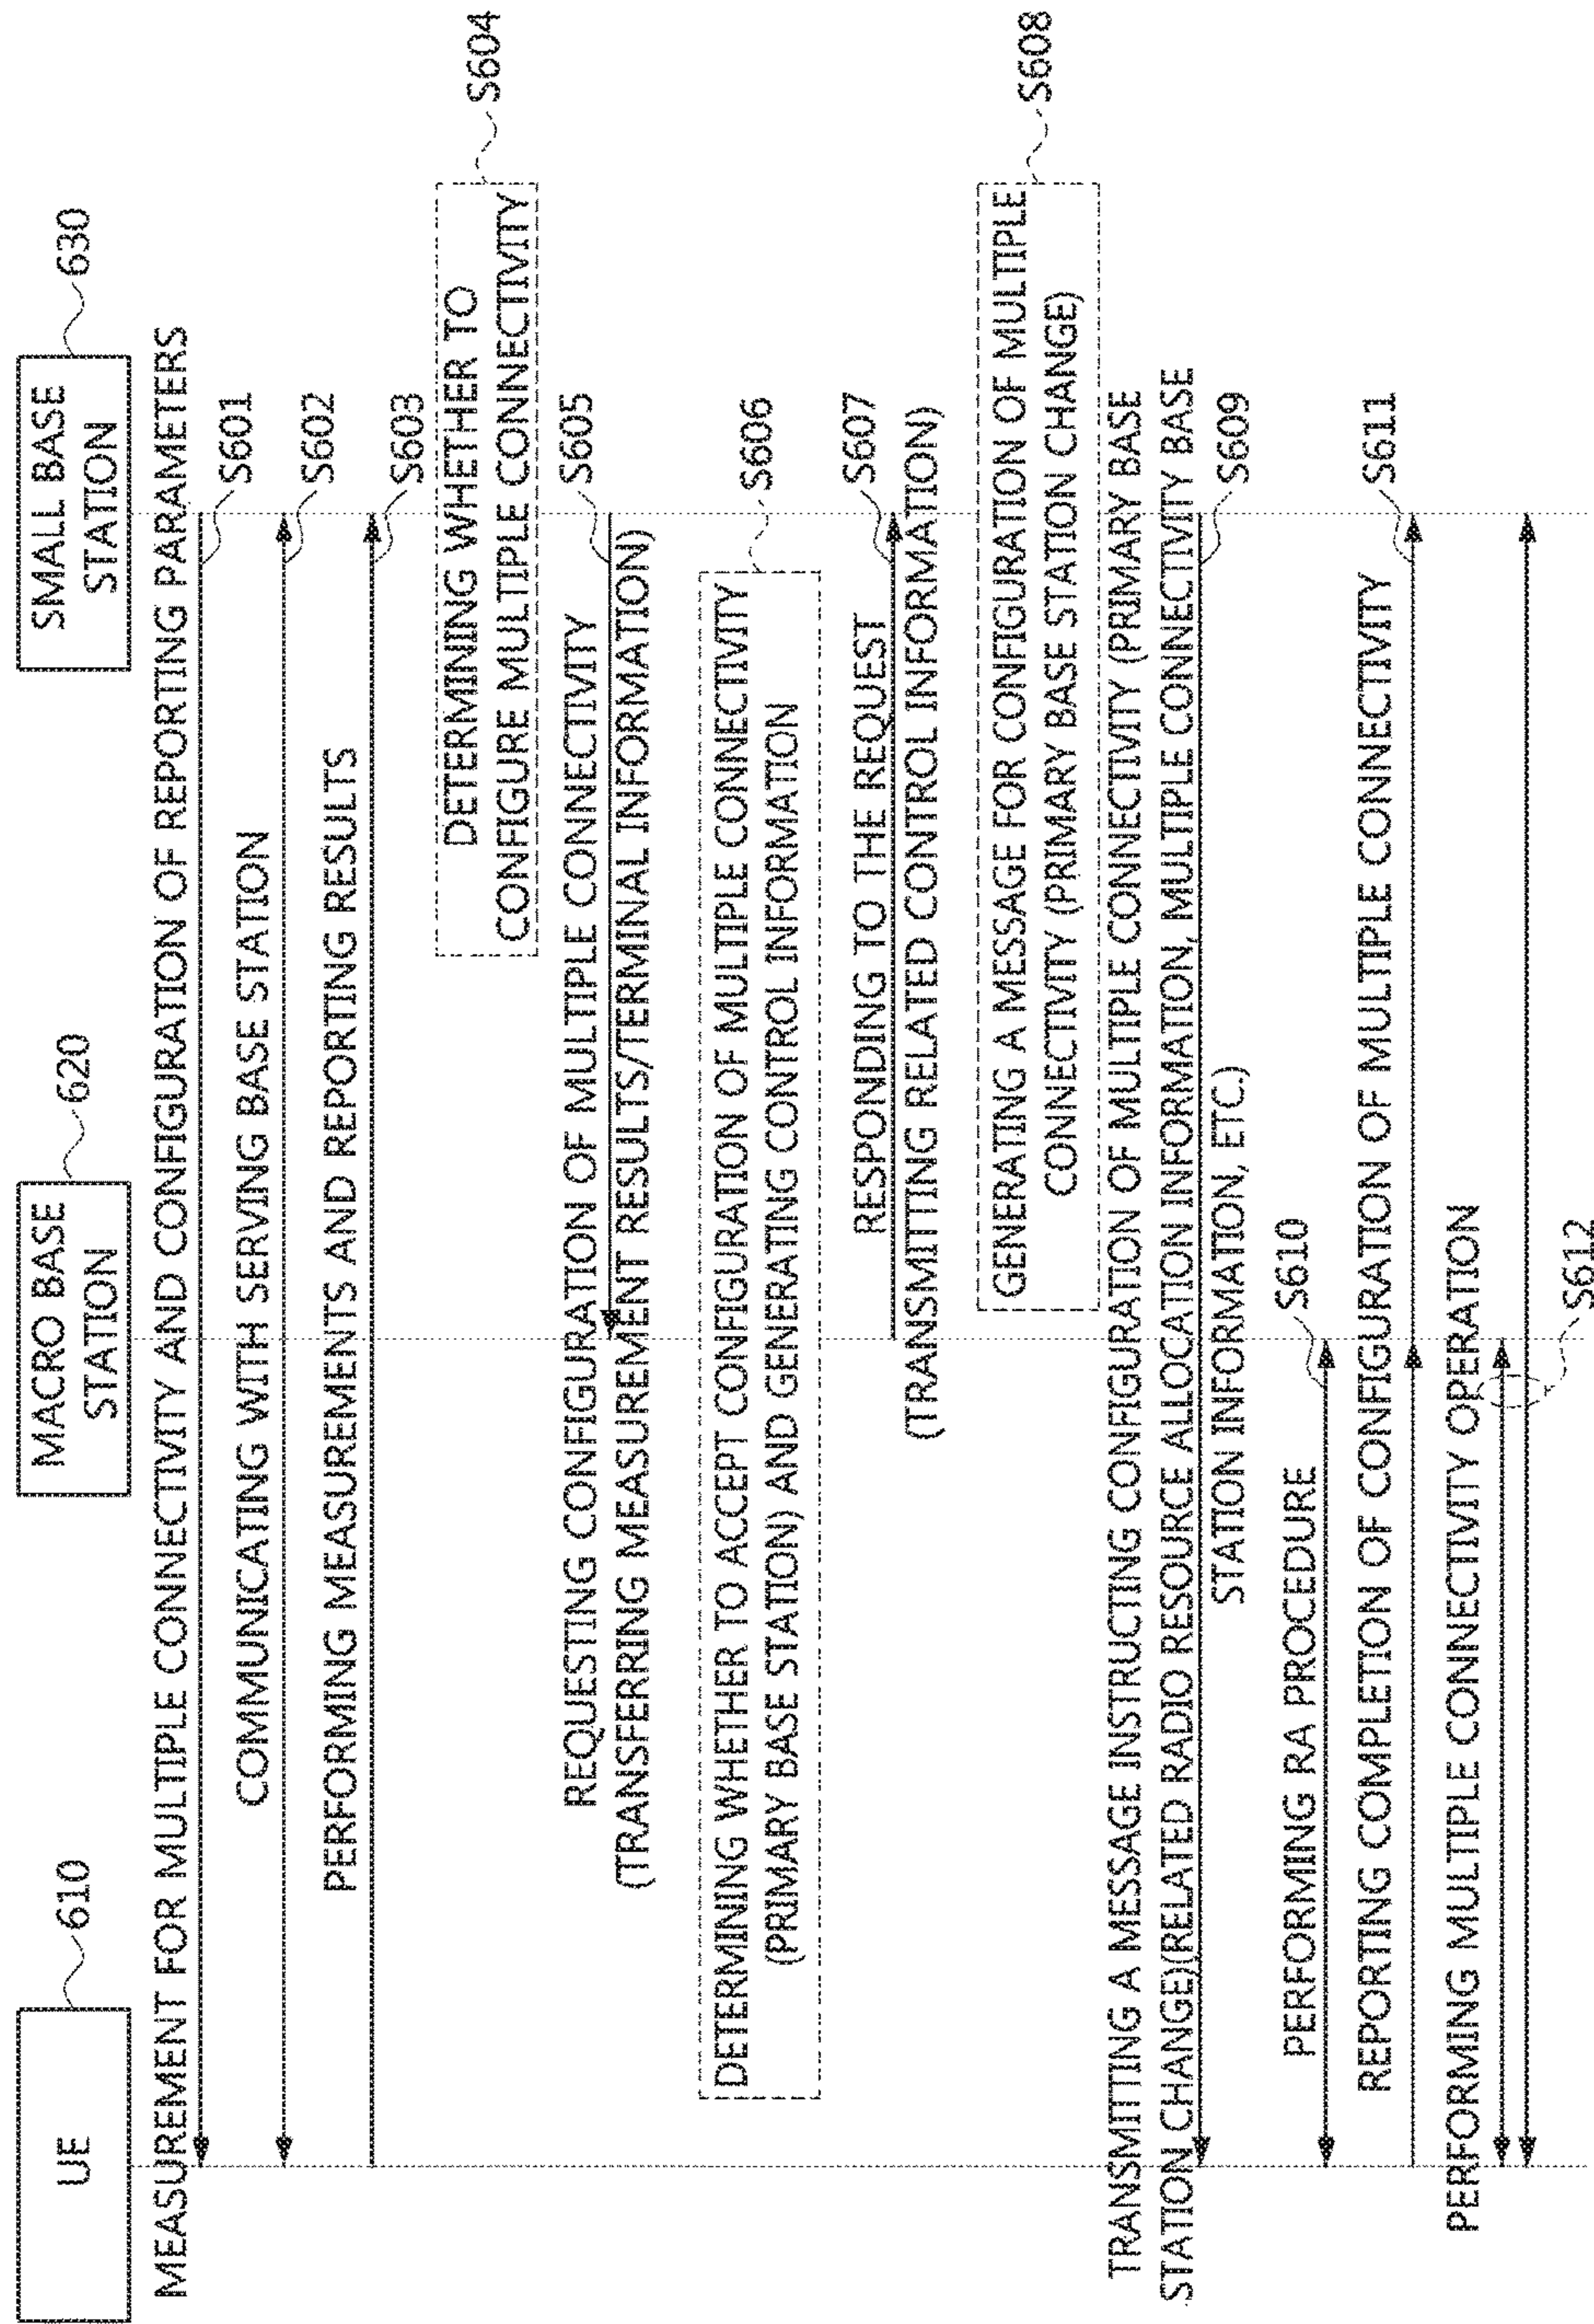 UE
610
MACRO BASE
STATION
620
SMALL BASE
STATION
630
MEASUREMENT FOR MULTIPLE CONNECTIVITY AND CONFIGURATION OF REPORTING PARAMETERS
S601
COMMUNICATING WITH SERVING BASE STATION
S602
PERFORMING MEASUREMENTS AND REPORTING RESULTS
S603
DETERMINING WHETHER TO
CONFIGURE MULTIPLE CONNECTIVITY
S604
REQUESTING CONFIGURATION OF MULTIPLE CONNECTIVITY
S605
(TRANSFERRING MEASUREMENT RESULTS/TERMINAL INFORMATION)
DETERMINING WHETHER TO ACCEPT CONFIGURATION OF MULTIPLE CONNECTIVITY
(PRIMARY BASE STATION) AND GENERATING CONTROL INFORMATION
S606
RESPONDING TO THE REQUEST
S607
(TRANSMITTING RELATED CONTROL INFORMATION)
GENERATING A MESSAGE FOR CONFIGURATION OF MULTIPLE
CONNECTIVITY (PRIMARY BASE STATION CHANGE)
S608
TRANSMITTING A MESSAGE INSTRUCTING CONFIGURATION OF MULTIPLE CONNECTIVITY (PRIMARY BASE
STATION CHANGE)(RELATED RADIO RESOURCE ALLOCATION INFORMATION, MULTIPLE CONNECTIVITY BASE
STATION INFORMATION, ETC.)
S609
PERFORMING RA PROCEDURE
S610
REPORTING COMPLETION OF CONFIGURATION OF MULTIPLE CONNECTIVITY
S611
PERFORMING MULTIPLE CONNECTIVITY OPERATION
S612